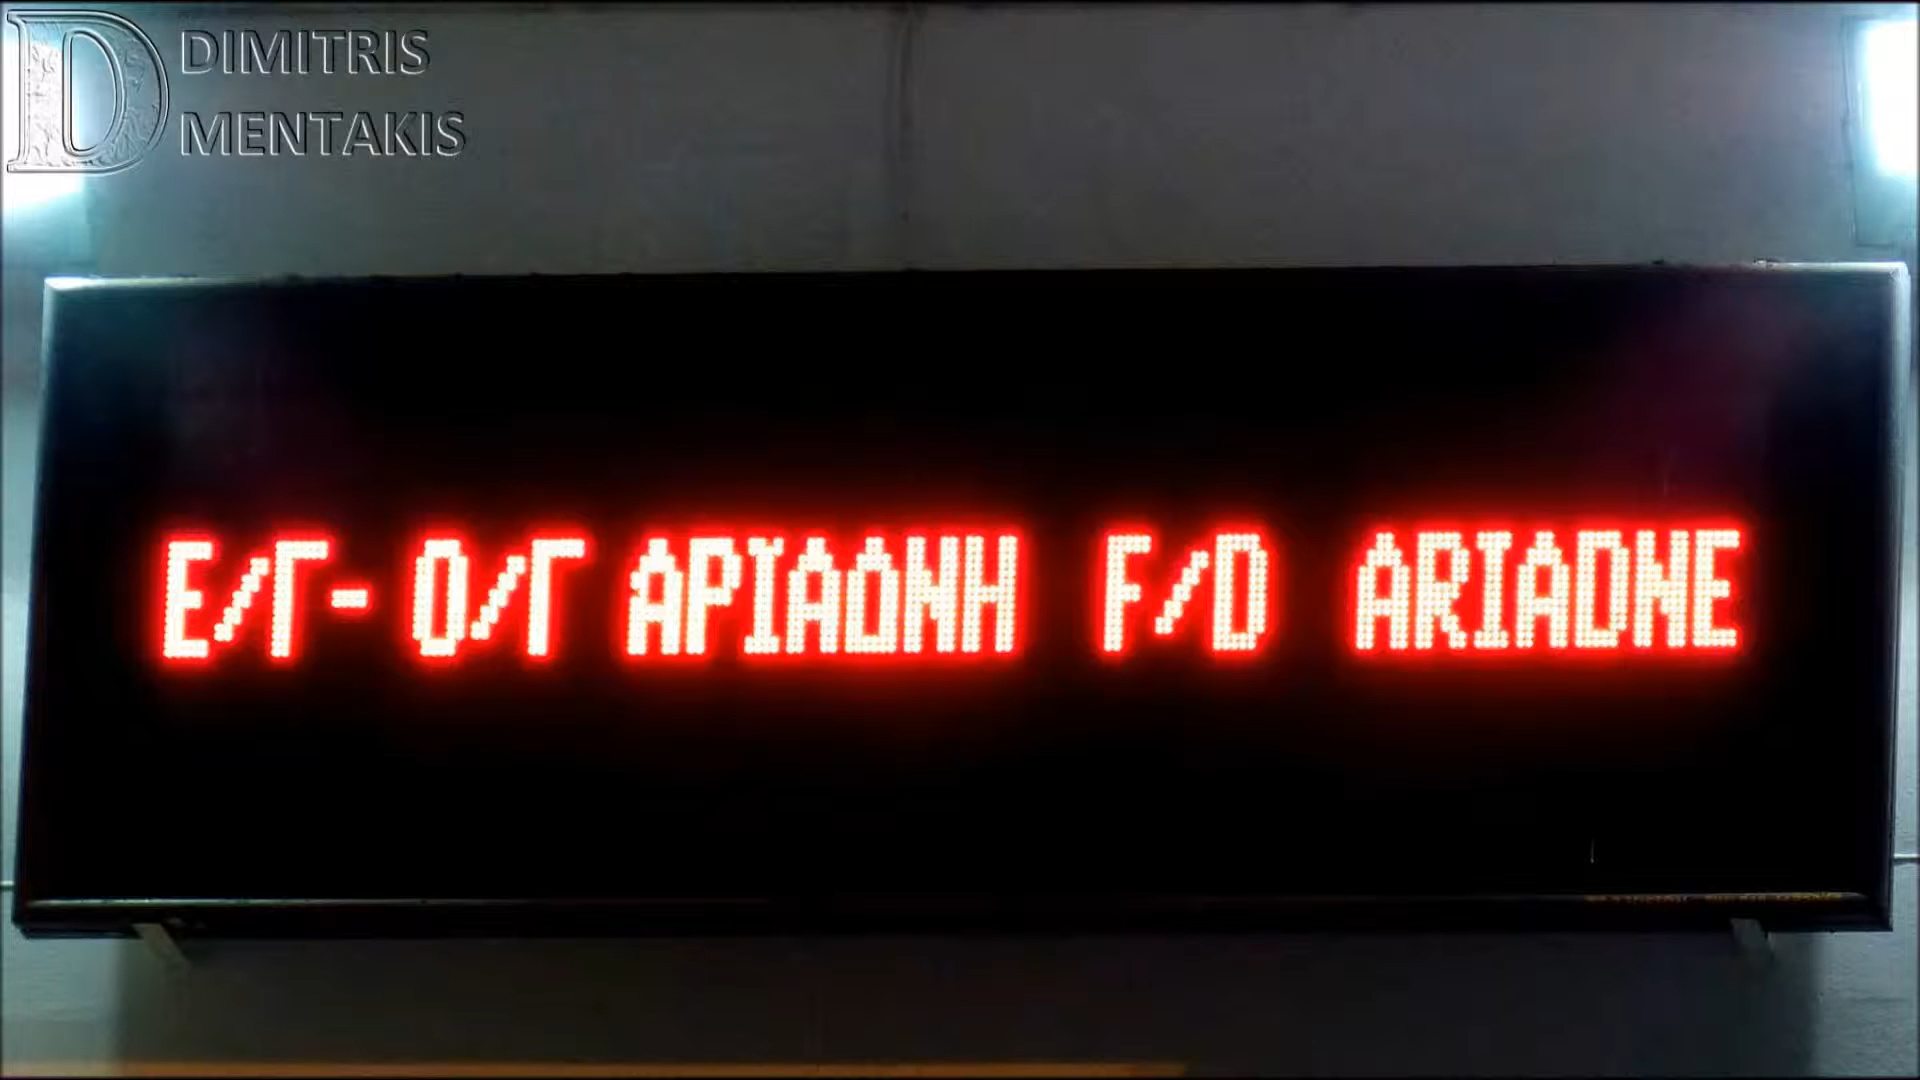 DIMITRIS
MENTAKIS
Ε/Γ- Ο/Γ ΑΡΙΑΔΝΗ F/D ARIADNE